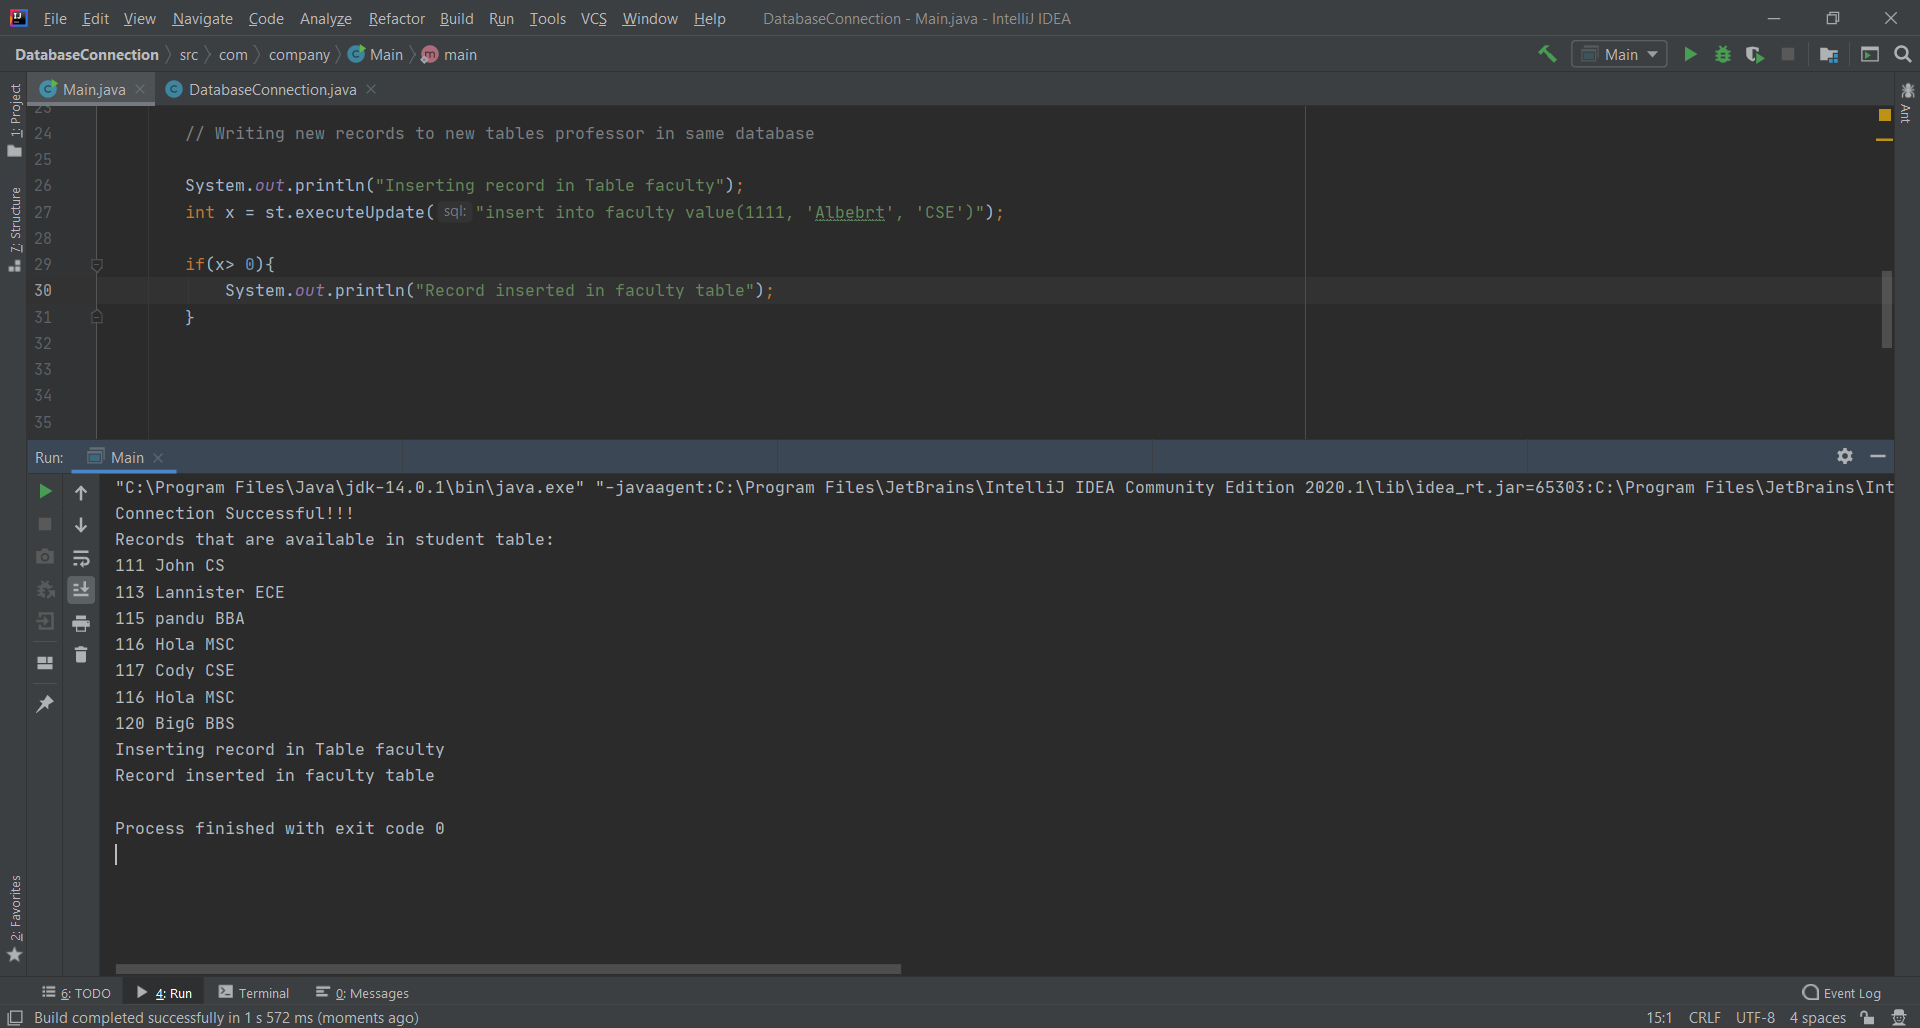 File Edit View Navigate Code Analyze Refactor Build Run Tools VCS Window Help DatabaseConnection - Main.java - IntelliJ IDEA
DatabaseConnection src com company Main main
Main
Main.java DatabaseConnection.java
1: Project
7: Structure
2: Favorites
Ant
23
24 // Writing new records to new tables professor in same database
25
26 System.out.println("Inserting record in Table faculty");
27 int x = st.executeUpdate( sql: "insert into faculty value(1111, 'Albebrt', 'CSE')");
28
29 if(x> 0){
30 System.out.println("Record inserted in faculty table");
31 }
32
33
34
35
Run: Main
"C:\Program Files\Java\jdk-14.0.1\bin\java.exe" "-javaagent:C:\Program Files\JetBrains\IntelliJ IDEA Community Edition 2020.1\lib\idea_rt.jar=65303:C:\Program Files\JetBrains\Int
Connection Successful!!!
Records that are available in student table:
111 John CS
113 Lannister ECE
115 pandu BBA
116 Hola MSC
117 Cody CSE
116 Hola MSC
120 BigG BBS
Inserting record in Table faculty
Record inserted in faculty table
Process finished with exit code 0
6: TODO 4: Run Terminal 0: Messages Event Log
Build completed successfully in 1 s 572 ms (moments ago) 15:1 CRLF UTF-8 4 spaces